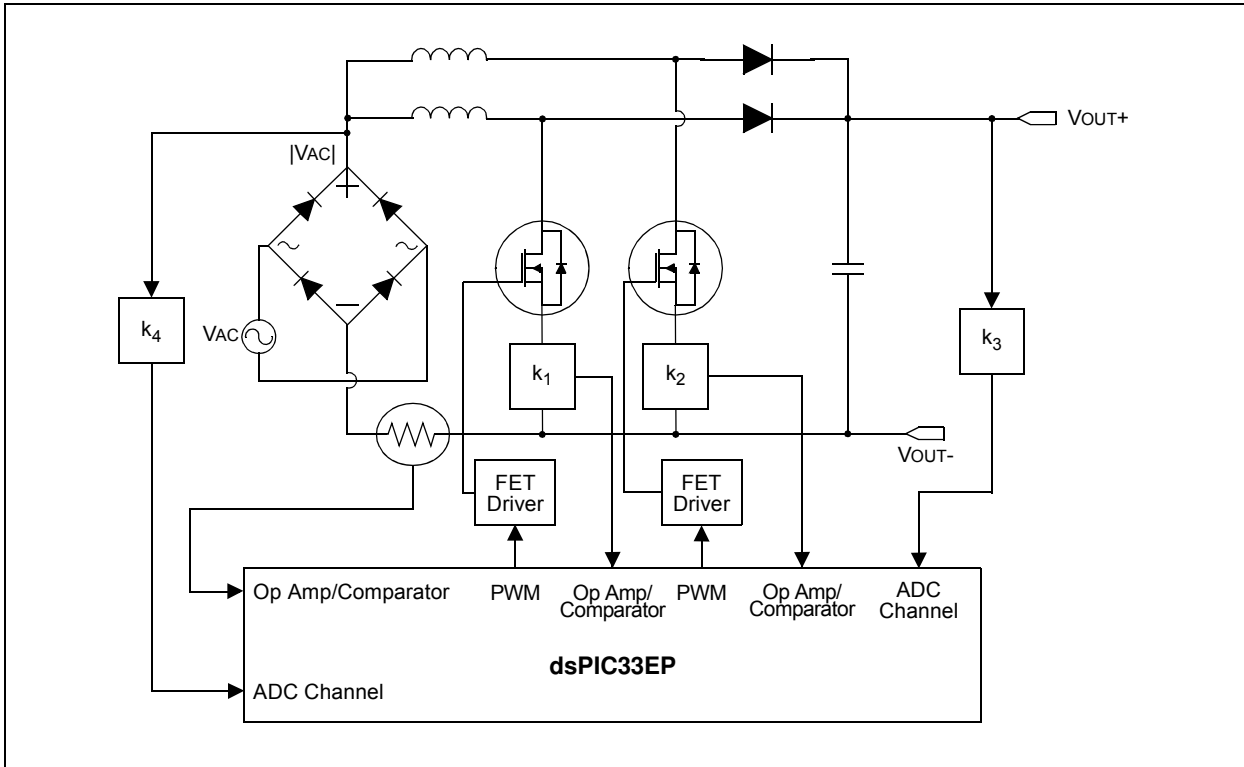 VOUT+
|VAC|
k4
VAC
k1
k2
k3
VOUT-
FET
Driver
FET
Driver
Op Amp/Comparator
PWM
Op Amp/
Comparator
PWM
Op Amp/
Comparator
ADC
Channel
dsPIC33EP
ADC Channel